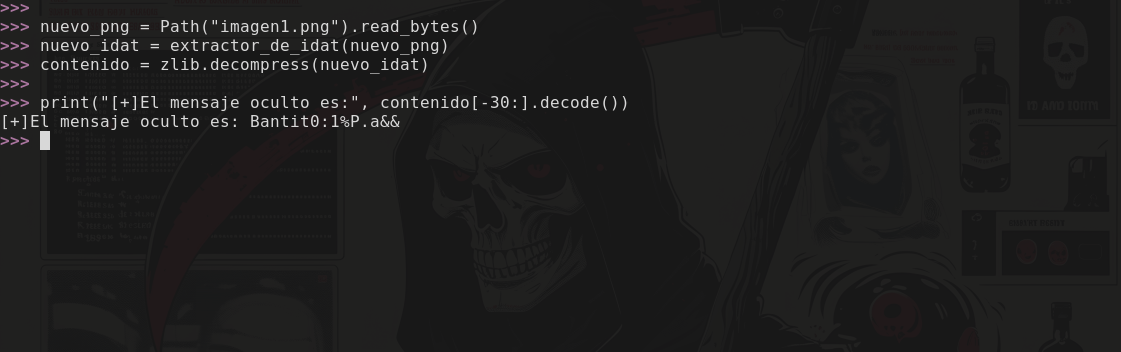 >>>
>>> nuevo_png = Path("imagen1.png").read_bytes()
>>> nuevo_idat = extractor_de_idat(nuevo_png)
>>> contenido = zlib.decompress(nuevo_idat)
>>>
>>> print("[+]El mensaje oculto es:", contenido[-30:].decode())
[+]El mensaje oculto es: Bantit0:1%P.a&&
>>>